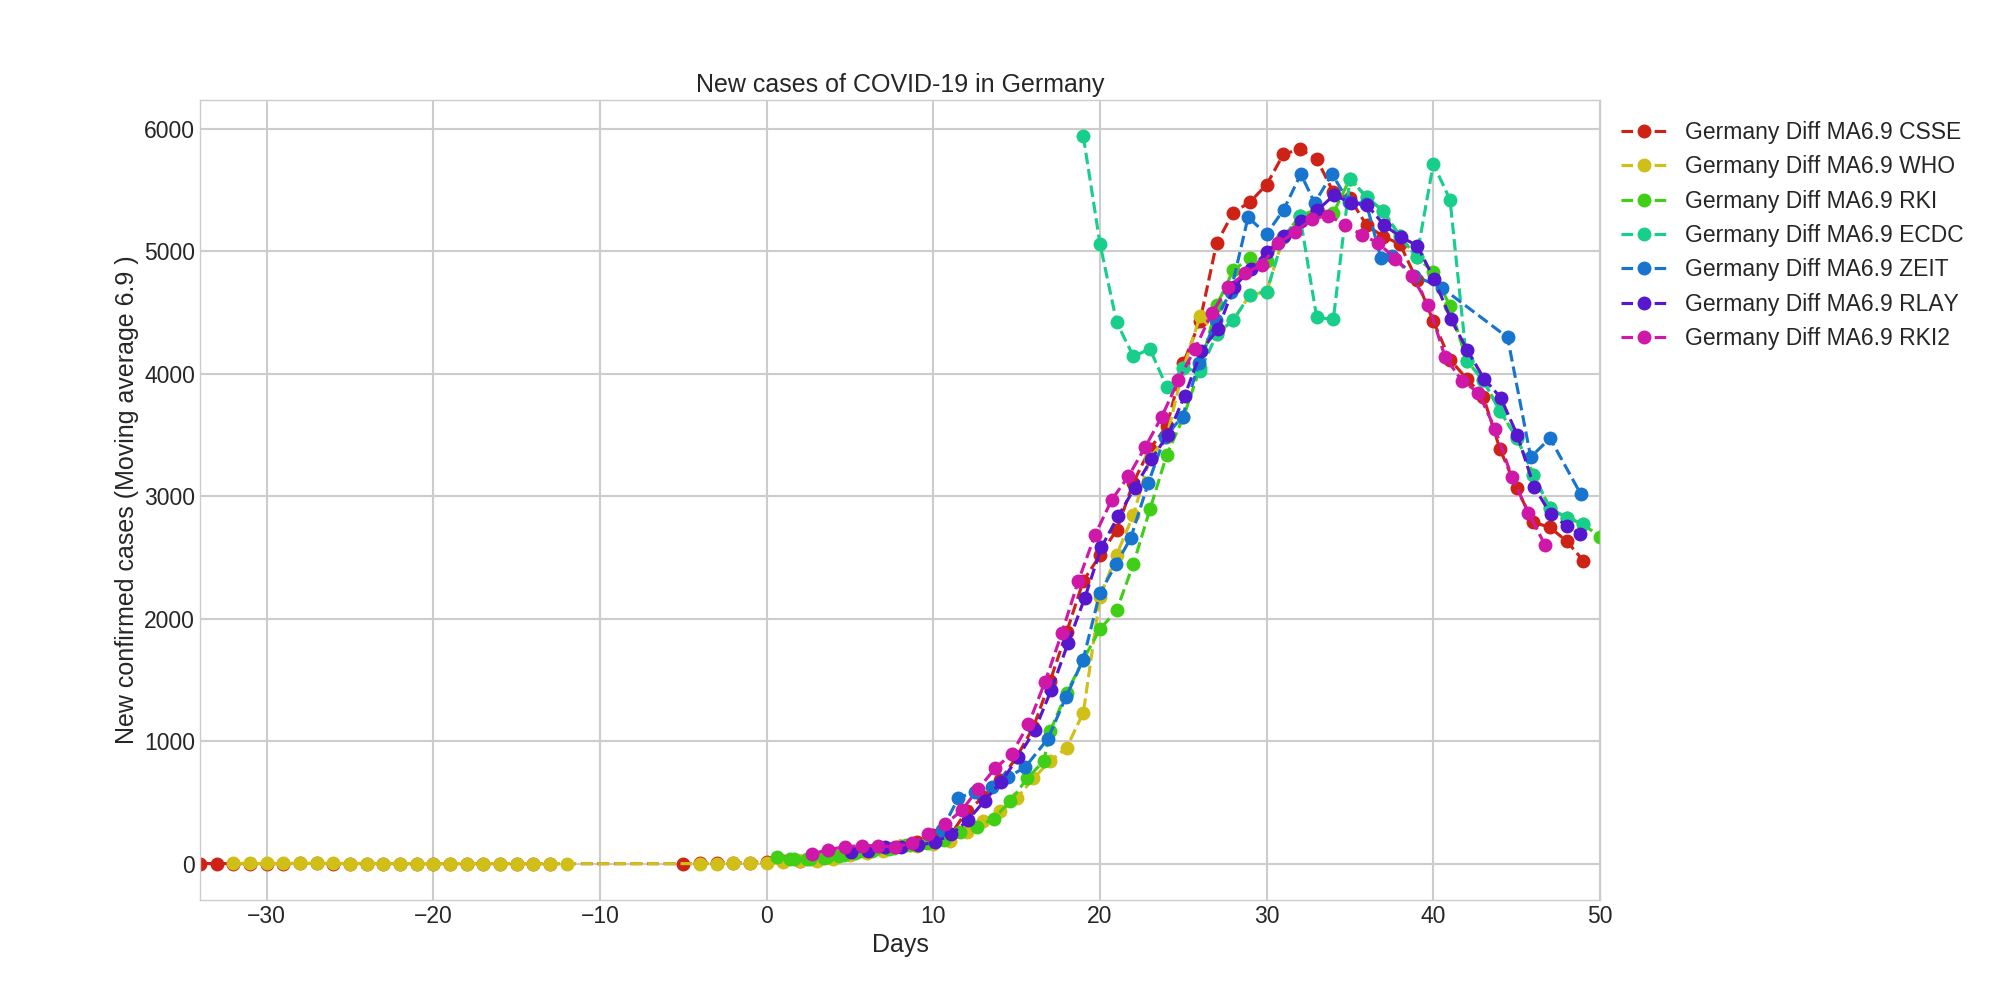 New cases of COVID-19 in Germany
New confirmed cases (Moving average 6.9 )
6000
5000
4000
3000
2000
1000
0
−30
−20
−10
0
10
20
30
40
50
Days
Germany Diff MA6.9 CSSE
Germany Diff MA6.9 WHO
Germany Diff MA6.9 RKI
Germany Diff MA6.9 ECDC
Germany Diff MA6.9 ZEIT
Germany Diff MA6.9 RLAY
Germany Diff MA6.9 RKI2